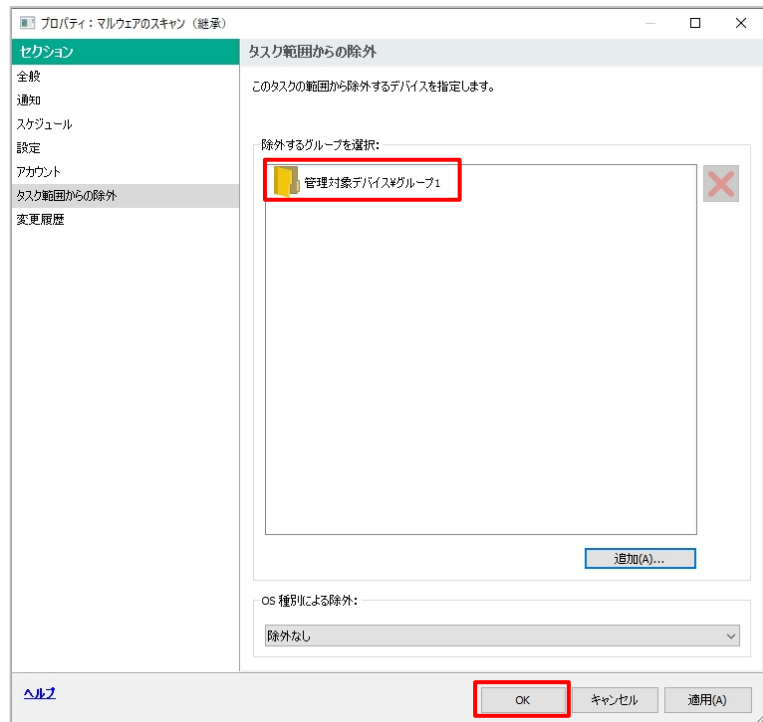 プロパティ：マルウェアのスキャン（継承）
セクション
全般
通知
スケジュール
設定
アカウント
タスク範囲からの除外
変更履歴
タスク範囲からの除外
このタスクの範囲から除外するデバイスを指定します。
除外するグループを選択:
管理対象デバイス¥グループ1
追加(A)...
OS 種別による除外:
除外なし
ヘルプ
OK
キャンセル
適用(A)